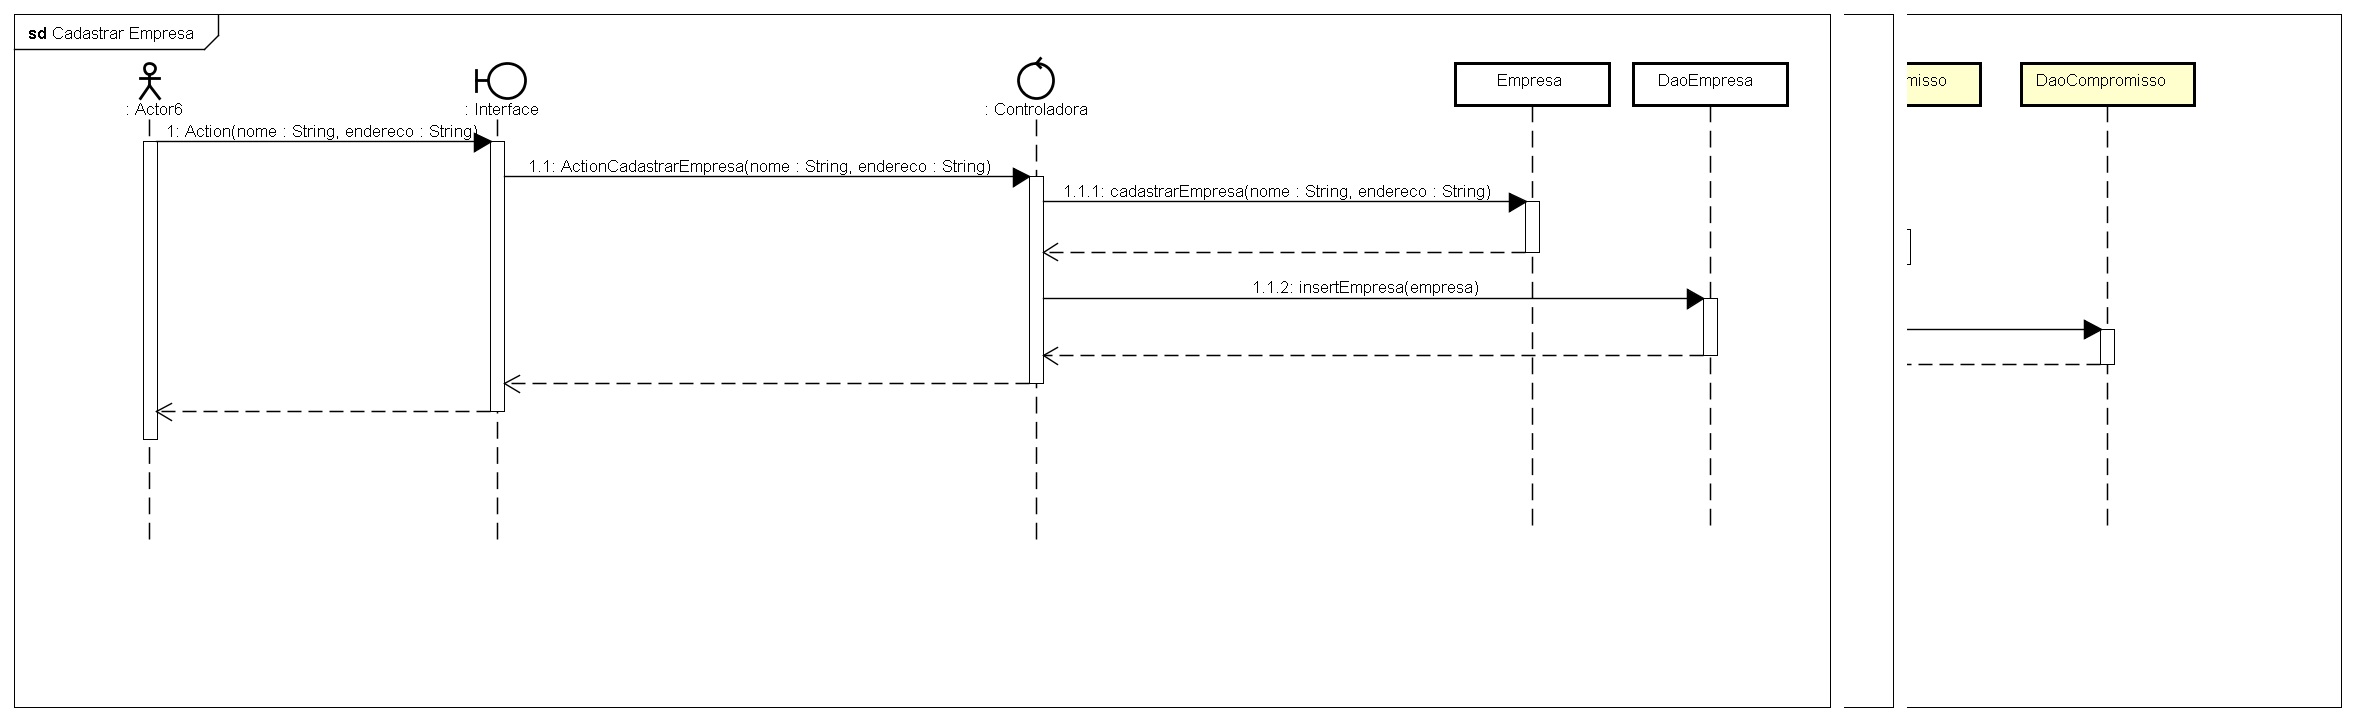 sd Cadastrar Empresa
: Actor6
: Interface
: Controladora
Empresa
DaoEmpresa
misso
DaoCompromisso
1: Action(nome : String, endereco : String)
1.1: ActionCadastrarEmpresa(nome : String, endereco : String)
1.1.1: cadastrarEmpresa(nome : String, endereco : String)
1.1.2: insertEmpresa(empresa)